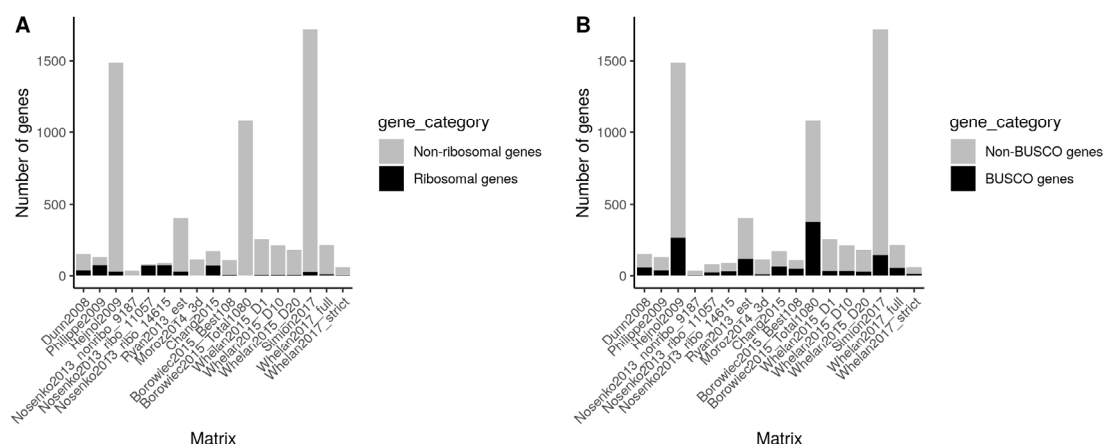 A
Number of genes
1500
1000
500
0
Dunn2008
Philippe2009
Hejnol2009
Nosenko2013_nonribo_9187
Nosenko2013_ribo_11057
Nosenko2013_ribo_14615
Ryan2013_est
Moroz2014_3d
Chang2015
Borowiec2015_Best108
Borowiec2015_Total1080
Whelan2015_D1
Whelan2015_D10
Whelan2015_D20
Simion2017
Whelan2017_full
Whelan2017_strict
Matrix
gene_category
Non-ribosomal genes
Ribosomal genes
B
Number of genes
1500
1000
500
0
Dunn2008
Philippe2009
Hejnol2009
Nosenko2013_nonribo_9187
Nosenko2013_ribo_11057
Nosenko2013_ribo_14615
Ryan2013_est
Moroz2014_3d
Chang2015
Borowiec2015_Best108
Borowiec2015_Total1080
Whelan2015_D1
Whelan2015_D10
Whelan2015_D20
Simion2017
Whelan2017_full
Whelan2017_strict
Matrix
gene_category
Non-BUSCO genes
BUSCO genes